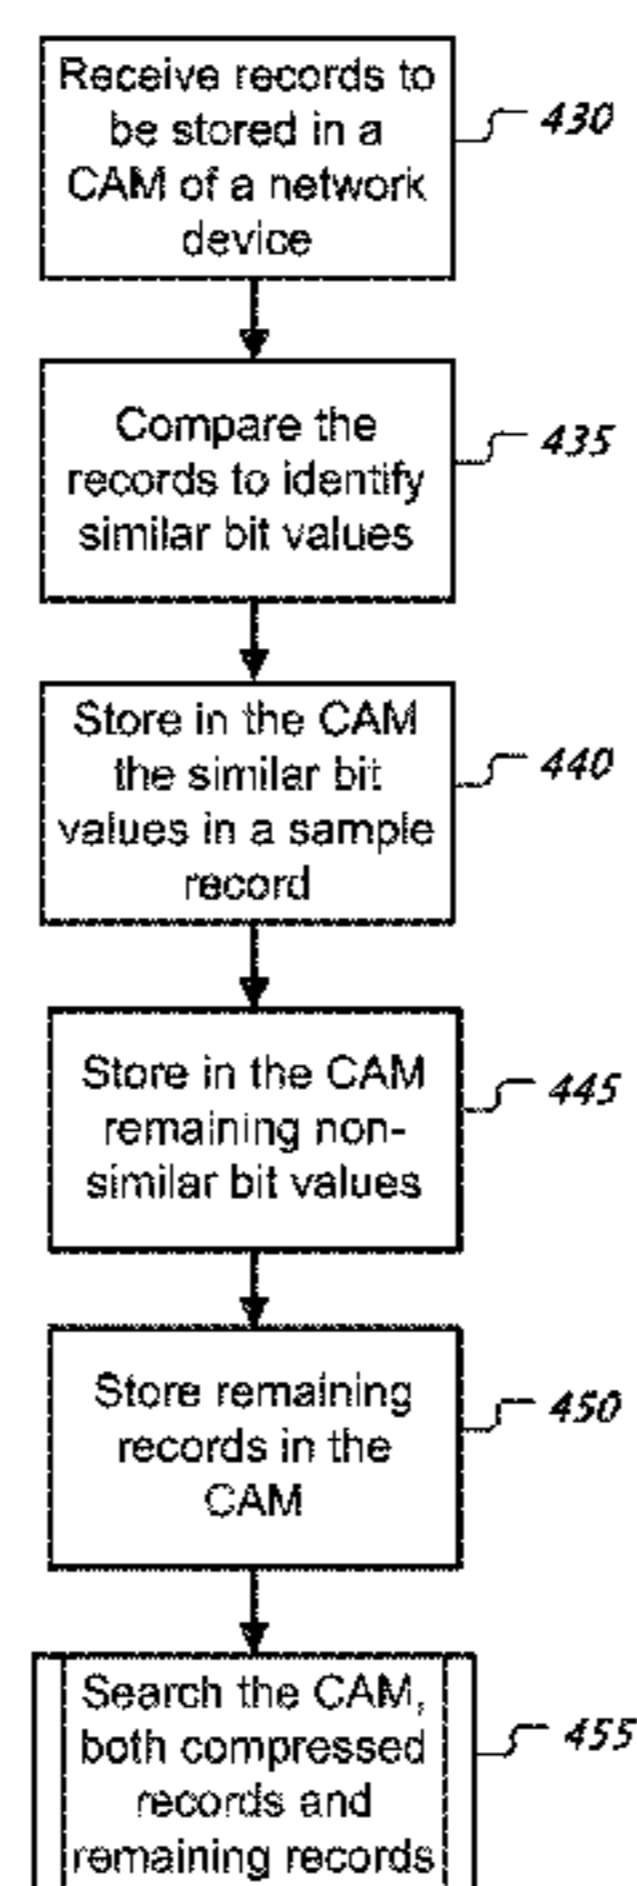 Receive records to
be stored in a
CAM of a network
device
430
Compare the
records to identify
similar bit values
435
Store in the CAM
the similar bit
values in a sample
record
440
Store in the CAM
remaining non-
similar bit values
445
Store remaining
records in the
CAM
450
Search the CAM,
both compressed
records and
remaining records
455